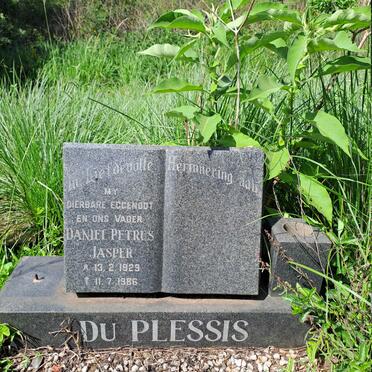 In Liefdevolle Herinnering aan
MY
DIERBARE EGGENOOT
EN ONS VADER
DANIEL PETRUS
JASPER
A 13. 2. 1929
† 11. 7. 1986
DU PLESSIS